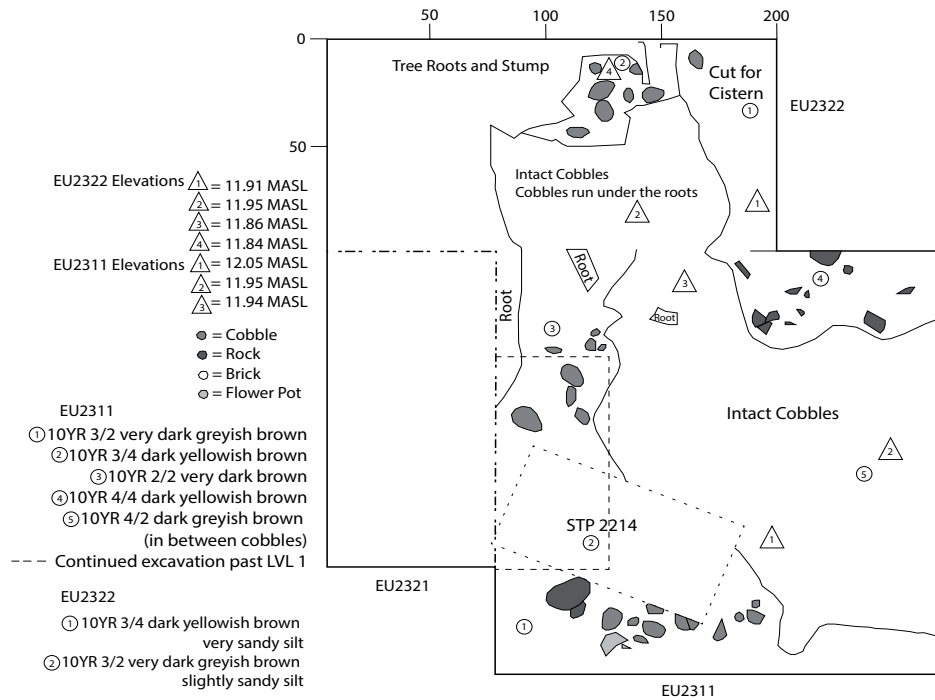 50
100
150
200
0
Tree Roots and Stump
4
2
Cut for
Cistern
1
EU2322
50
Intact Cobbles
Cobbles run under the roots
2
1
EU2322 Elevations 1 = 11.91 MASL
2 = 11.95 MASL
3 = 11.86 MASL
4 = 11.84 MASL
EU2311 Elevations 1 = 12.05 MASL
2 = 11.95 MASL
3 = 11.94 MASL
Root
Root
3
Root
4
3
= Cobble
= Rock
= Brick
= Flower Pot
EU2311
1 10YR 3/2 very dark greyish brown
2 10YR 3/4 dark yellowish brown
3 10YR 2/2 very dark brown
4 10YR 4/4 dark yellowish brown
5 10YR 4/2 dark greyish brown
(in between cobbles)
--- Continued excavation past LVL 1
Intact Cobbles
2
5
STP 2214
2
1
EU2321
EU2322
1 10YR 3/4 dark yellowish brown
very sandy silt
2 10YR 3/2 very dark greyish brown
slightly sandy silt
1
EU2311